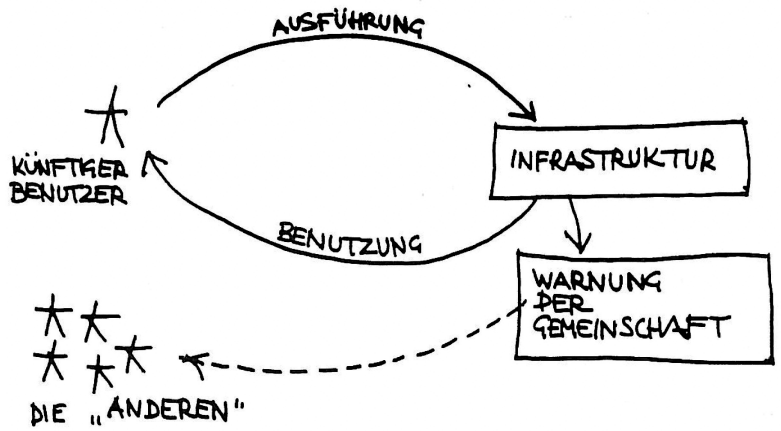 AUSFÜHRUNG
KÜNFTIGER
BENUTZER
INFRASTRUKTUR
BENUTZUNG
WARNUNG
DER
GEMEINSCHAFT
DIE „ANDEREN"